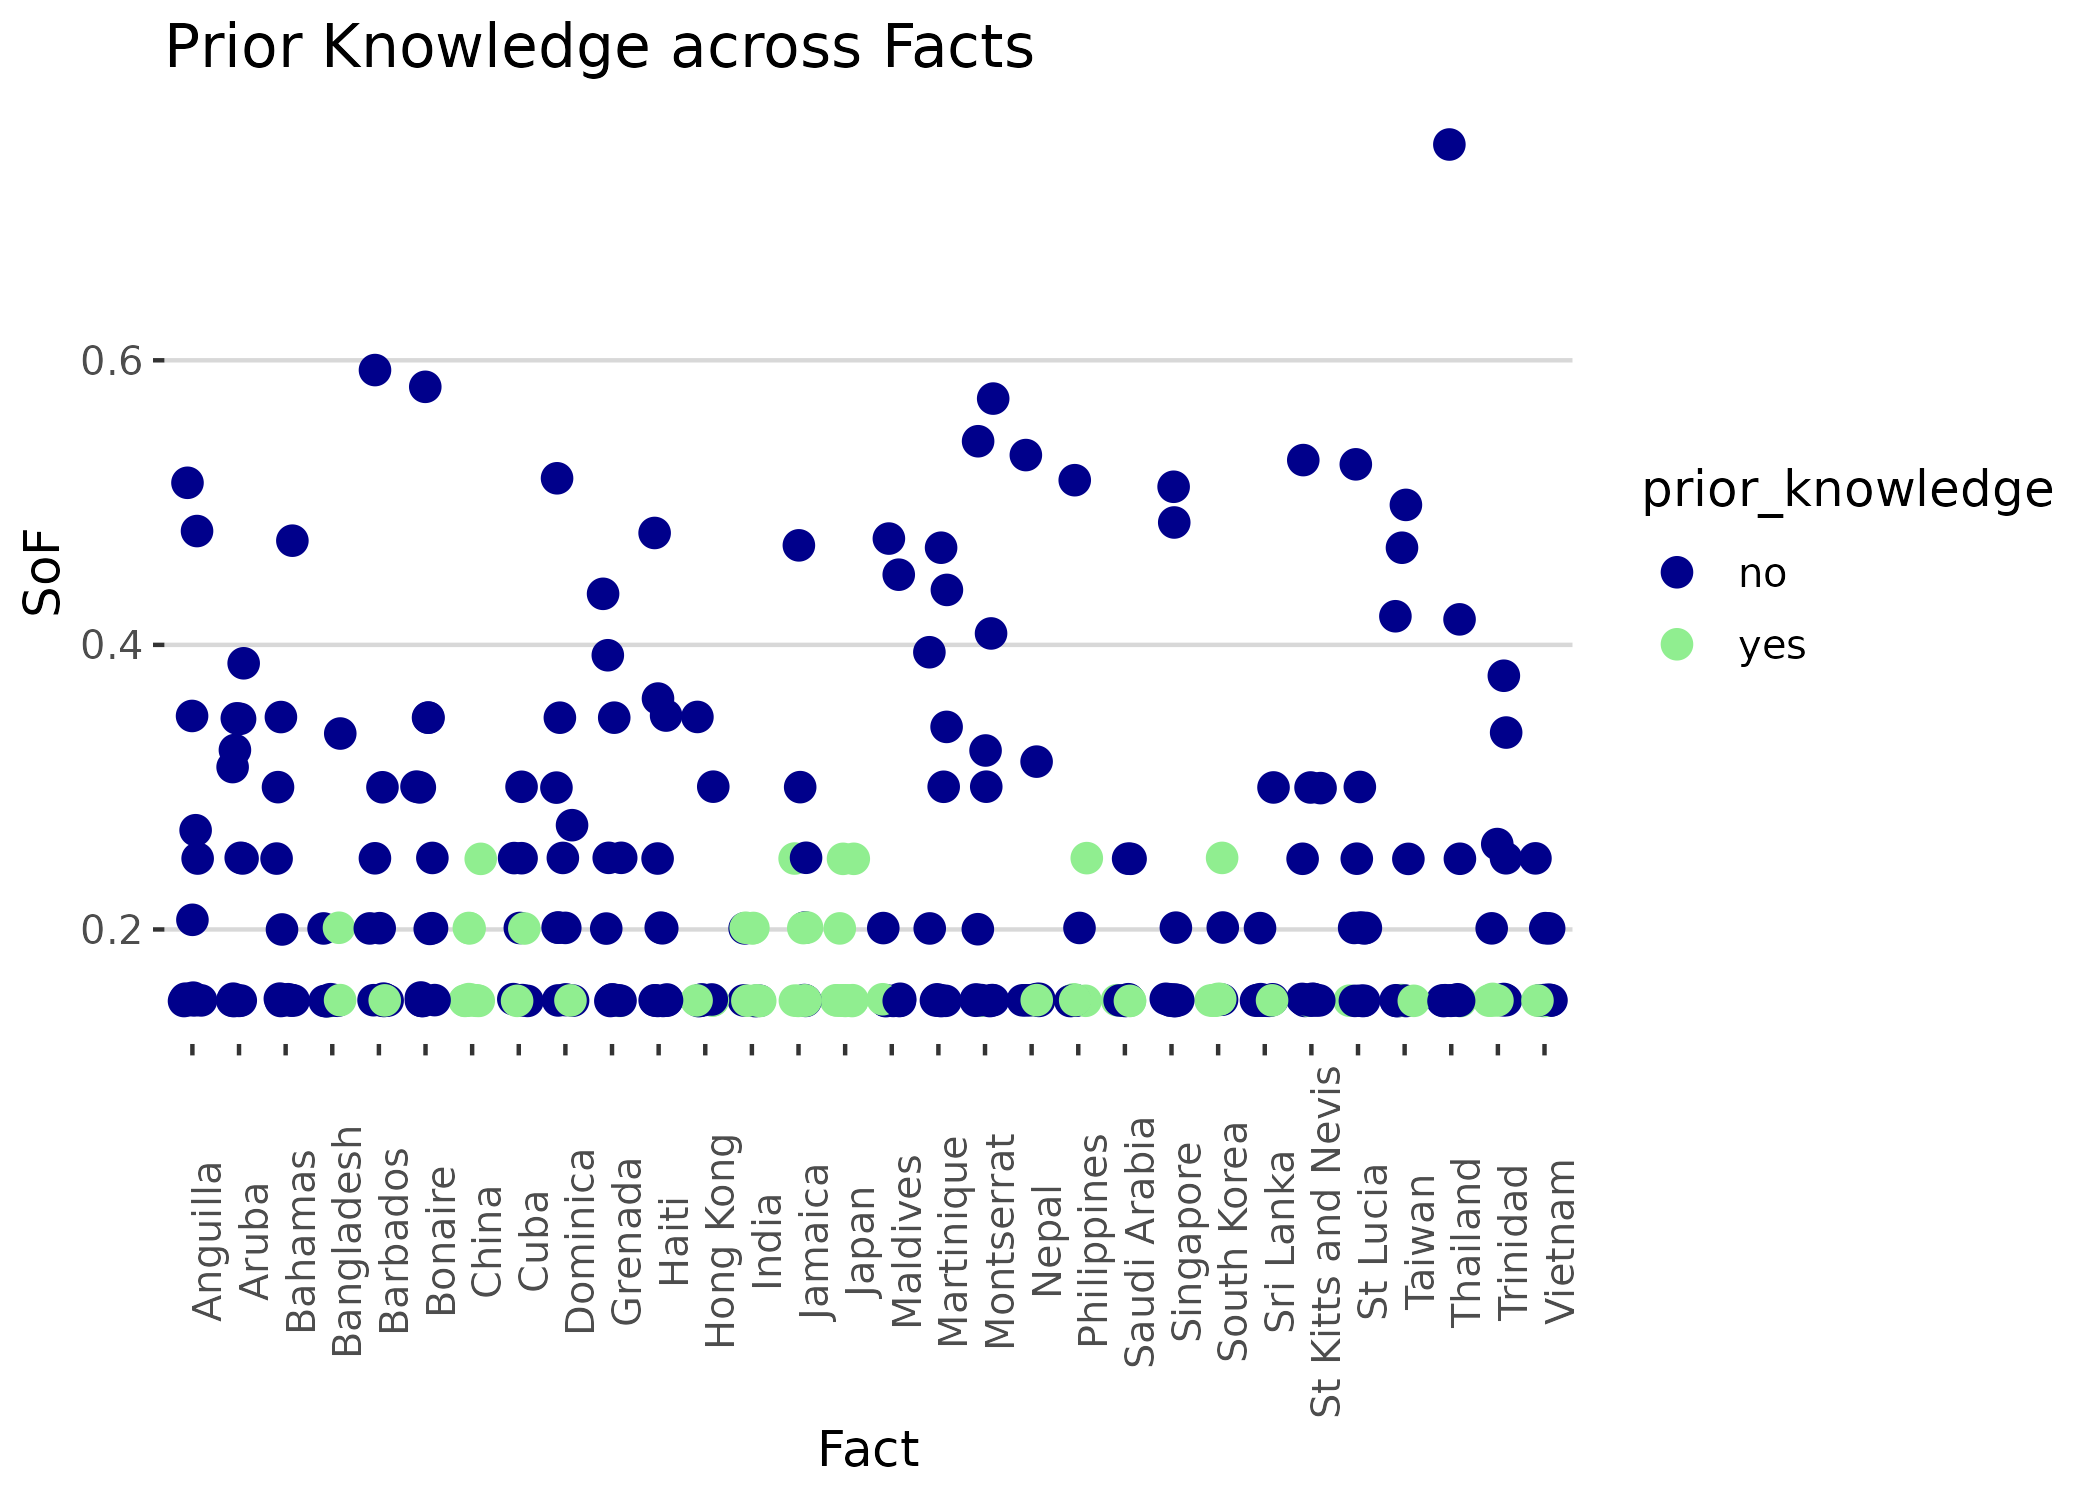 Prior Knowledge across Facts
SoF
0.6
0.4
0.2
prior_knowledge
no
yes
Anguilla
Aruba
Bahamas
Bangladesh
Barbados
Bonaire
China
Cuba
Dominica
Grenada
Haiti
Hong Kong
India
Jamaica
Japan
Maldives
Martinique
Montserrat
Nepal
Phillippines
Saudi Arabia
Singapore
South Korea
Sri Lanka
St Kitts and Nevis
St Lucia
Taiwan
Thailand
Trinidad
Vietnam
Fact